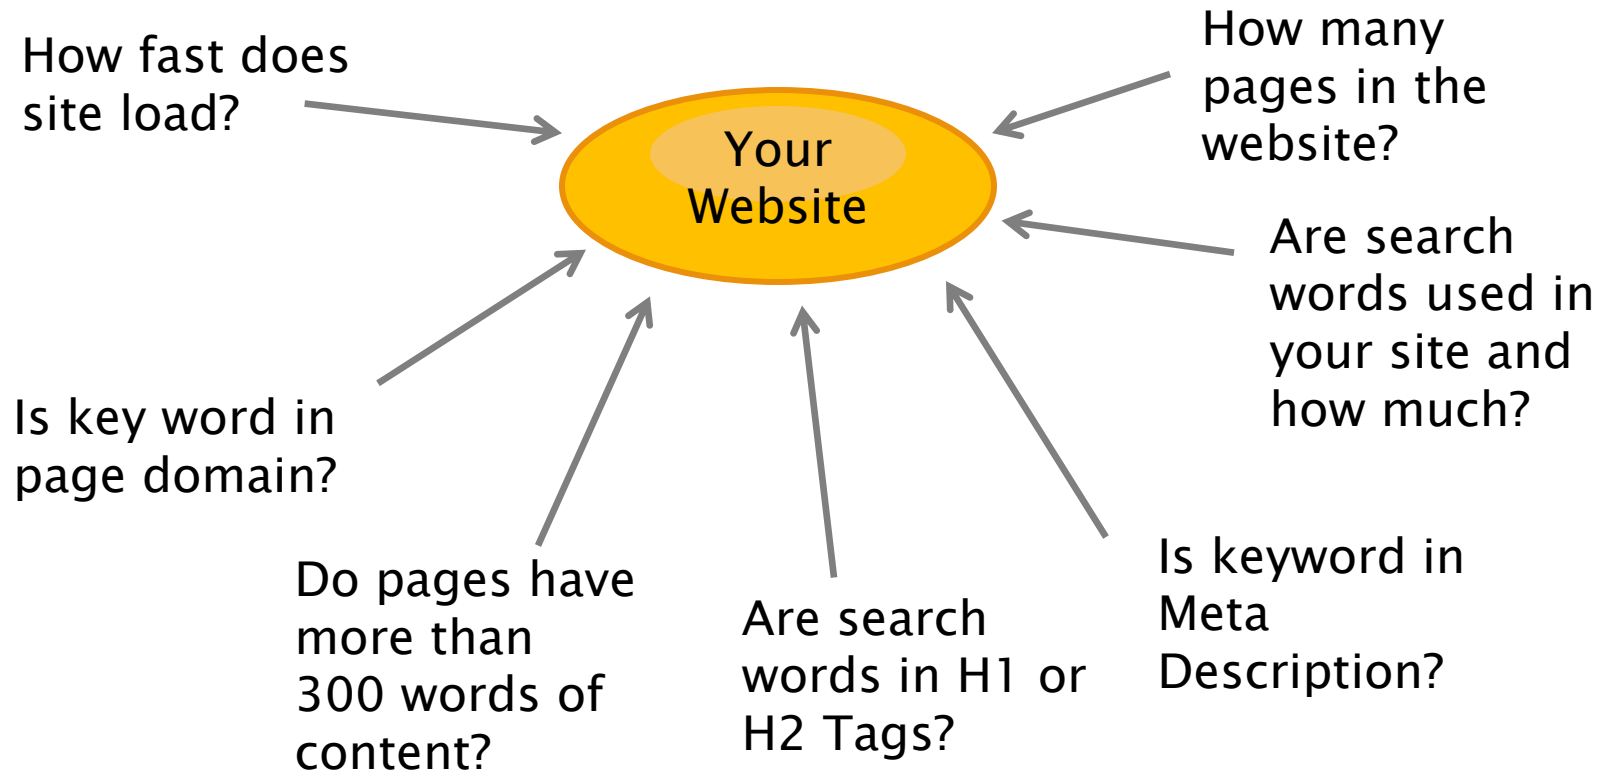 How fast does
site load?
Your
Website
How many
pages in the
website?
Are search
words used in
your site and
how much?
Is key word in
page domain?
Do pages have
more than
300 words of
content?
Are search
words in H1 or
H2 Tags?
Is keyword in
Meta
Description?